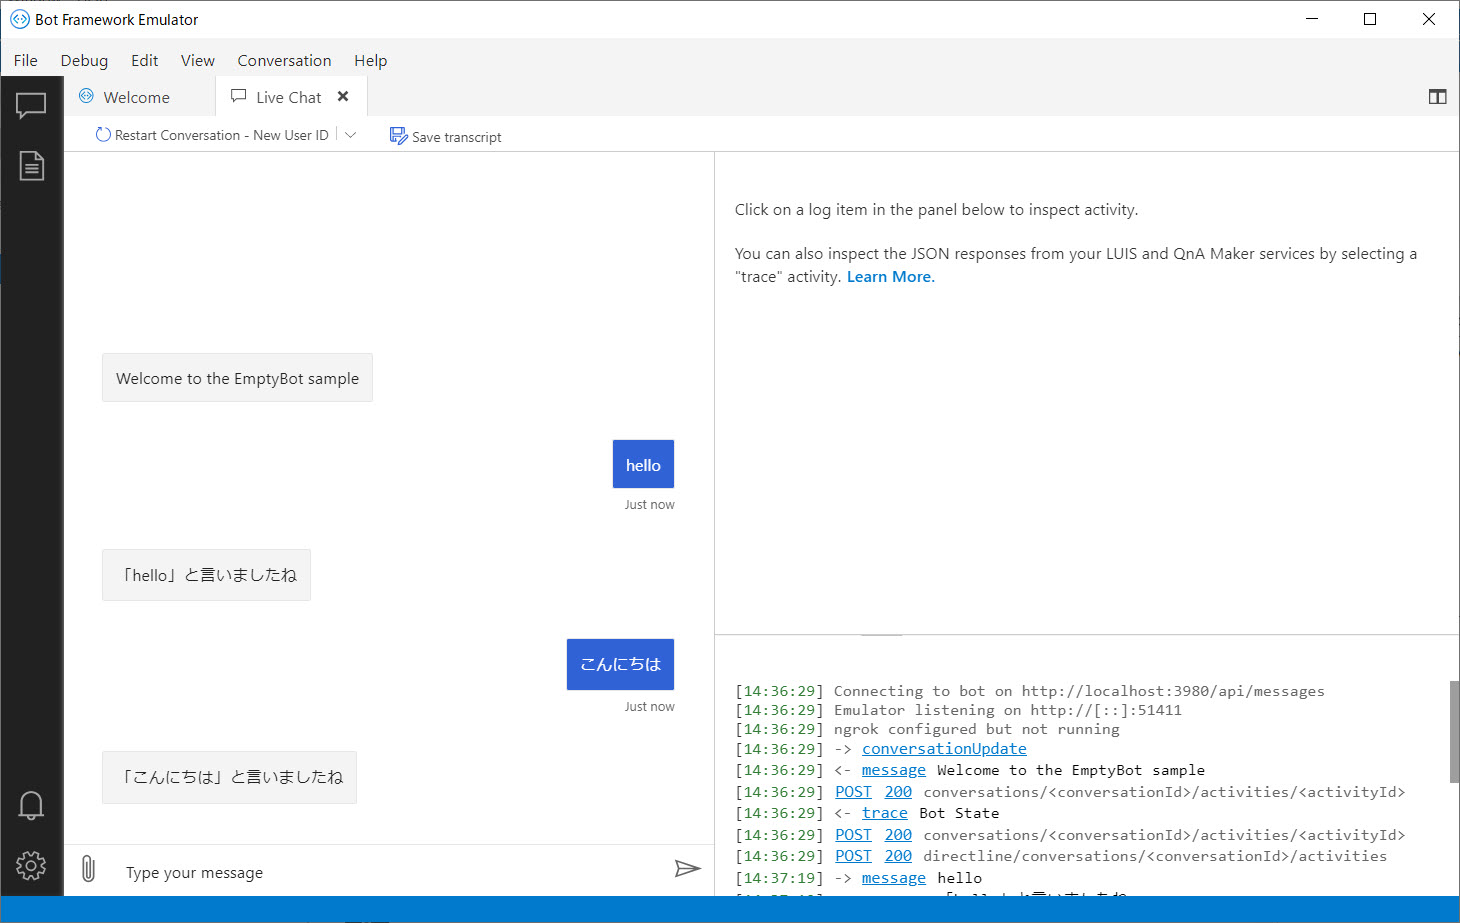 Bot Framework Emulator
File Debug Edit View Conversation Help
Welcome
Live Chat
Restart Conversation - New User ID
Save transcript
Welcome to the EmptyBot sample
hello
Just now
「hello」と言いましたね
こんにちは
Just now
「こんにちは」と言いましたね
Type your message
Click on a log item in the panel below to inspect activity.
You can also inspect the JSON responses from your LUIS and QnA Maker services by selecting a
"trace" activity. Learn More.
[14:36:29] Connecting to bot on http://localhost:3980/api/messages
[14:36:29] Emulator listening on http://[::]:51411
[14:36:29] ngrok configured but not running
[14:36:29] -> conversationUpdate
[14:36:29] <- message Welcome to the EmptyBot sample
[14:36:29] POST 200 conversations/<conversationId>/activities/<activityId>
[14:36:29] <- trace Bot State
[14:36:29] POST 200 conversations/<conversationId>/activities/<activityId>
[14:36:29] POST 200 directline/conversations/<conversationId>/activities
[14:37:19] -> message hello